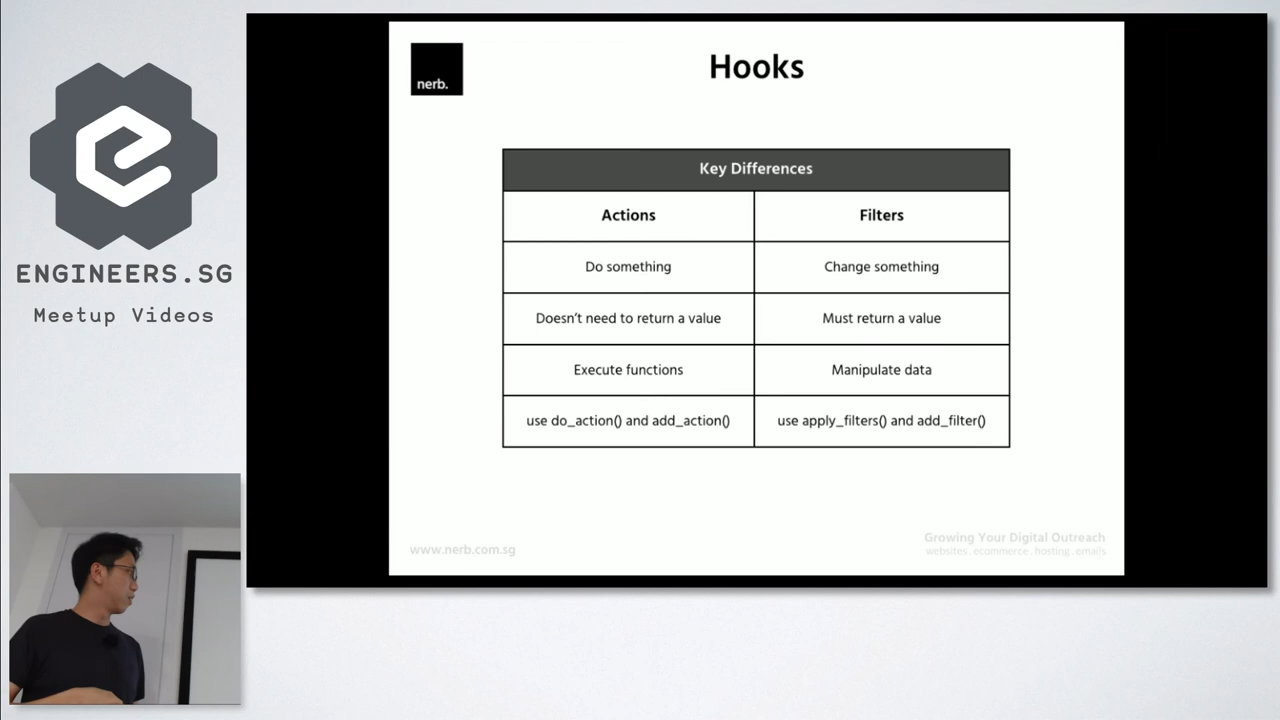 ENGINEERS.SG
Meetup Videos
nerb.
Hooks
Key Differences
Actions Filters
Do something Change something
Doesn't need to return a value Must return a value
Execute functions Manipulate data
use do_action() and add_action() use apply_filters() and add_filter()
www.nerb.com.sg
Growing Your Digital Outreach
websites . ecommerce . hosting . emails